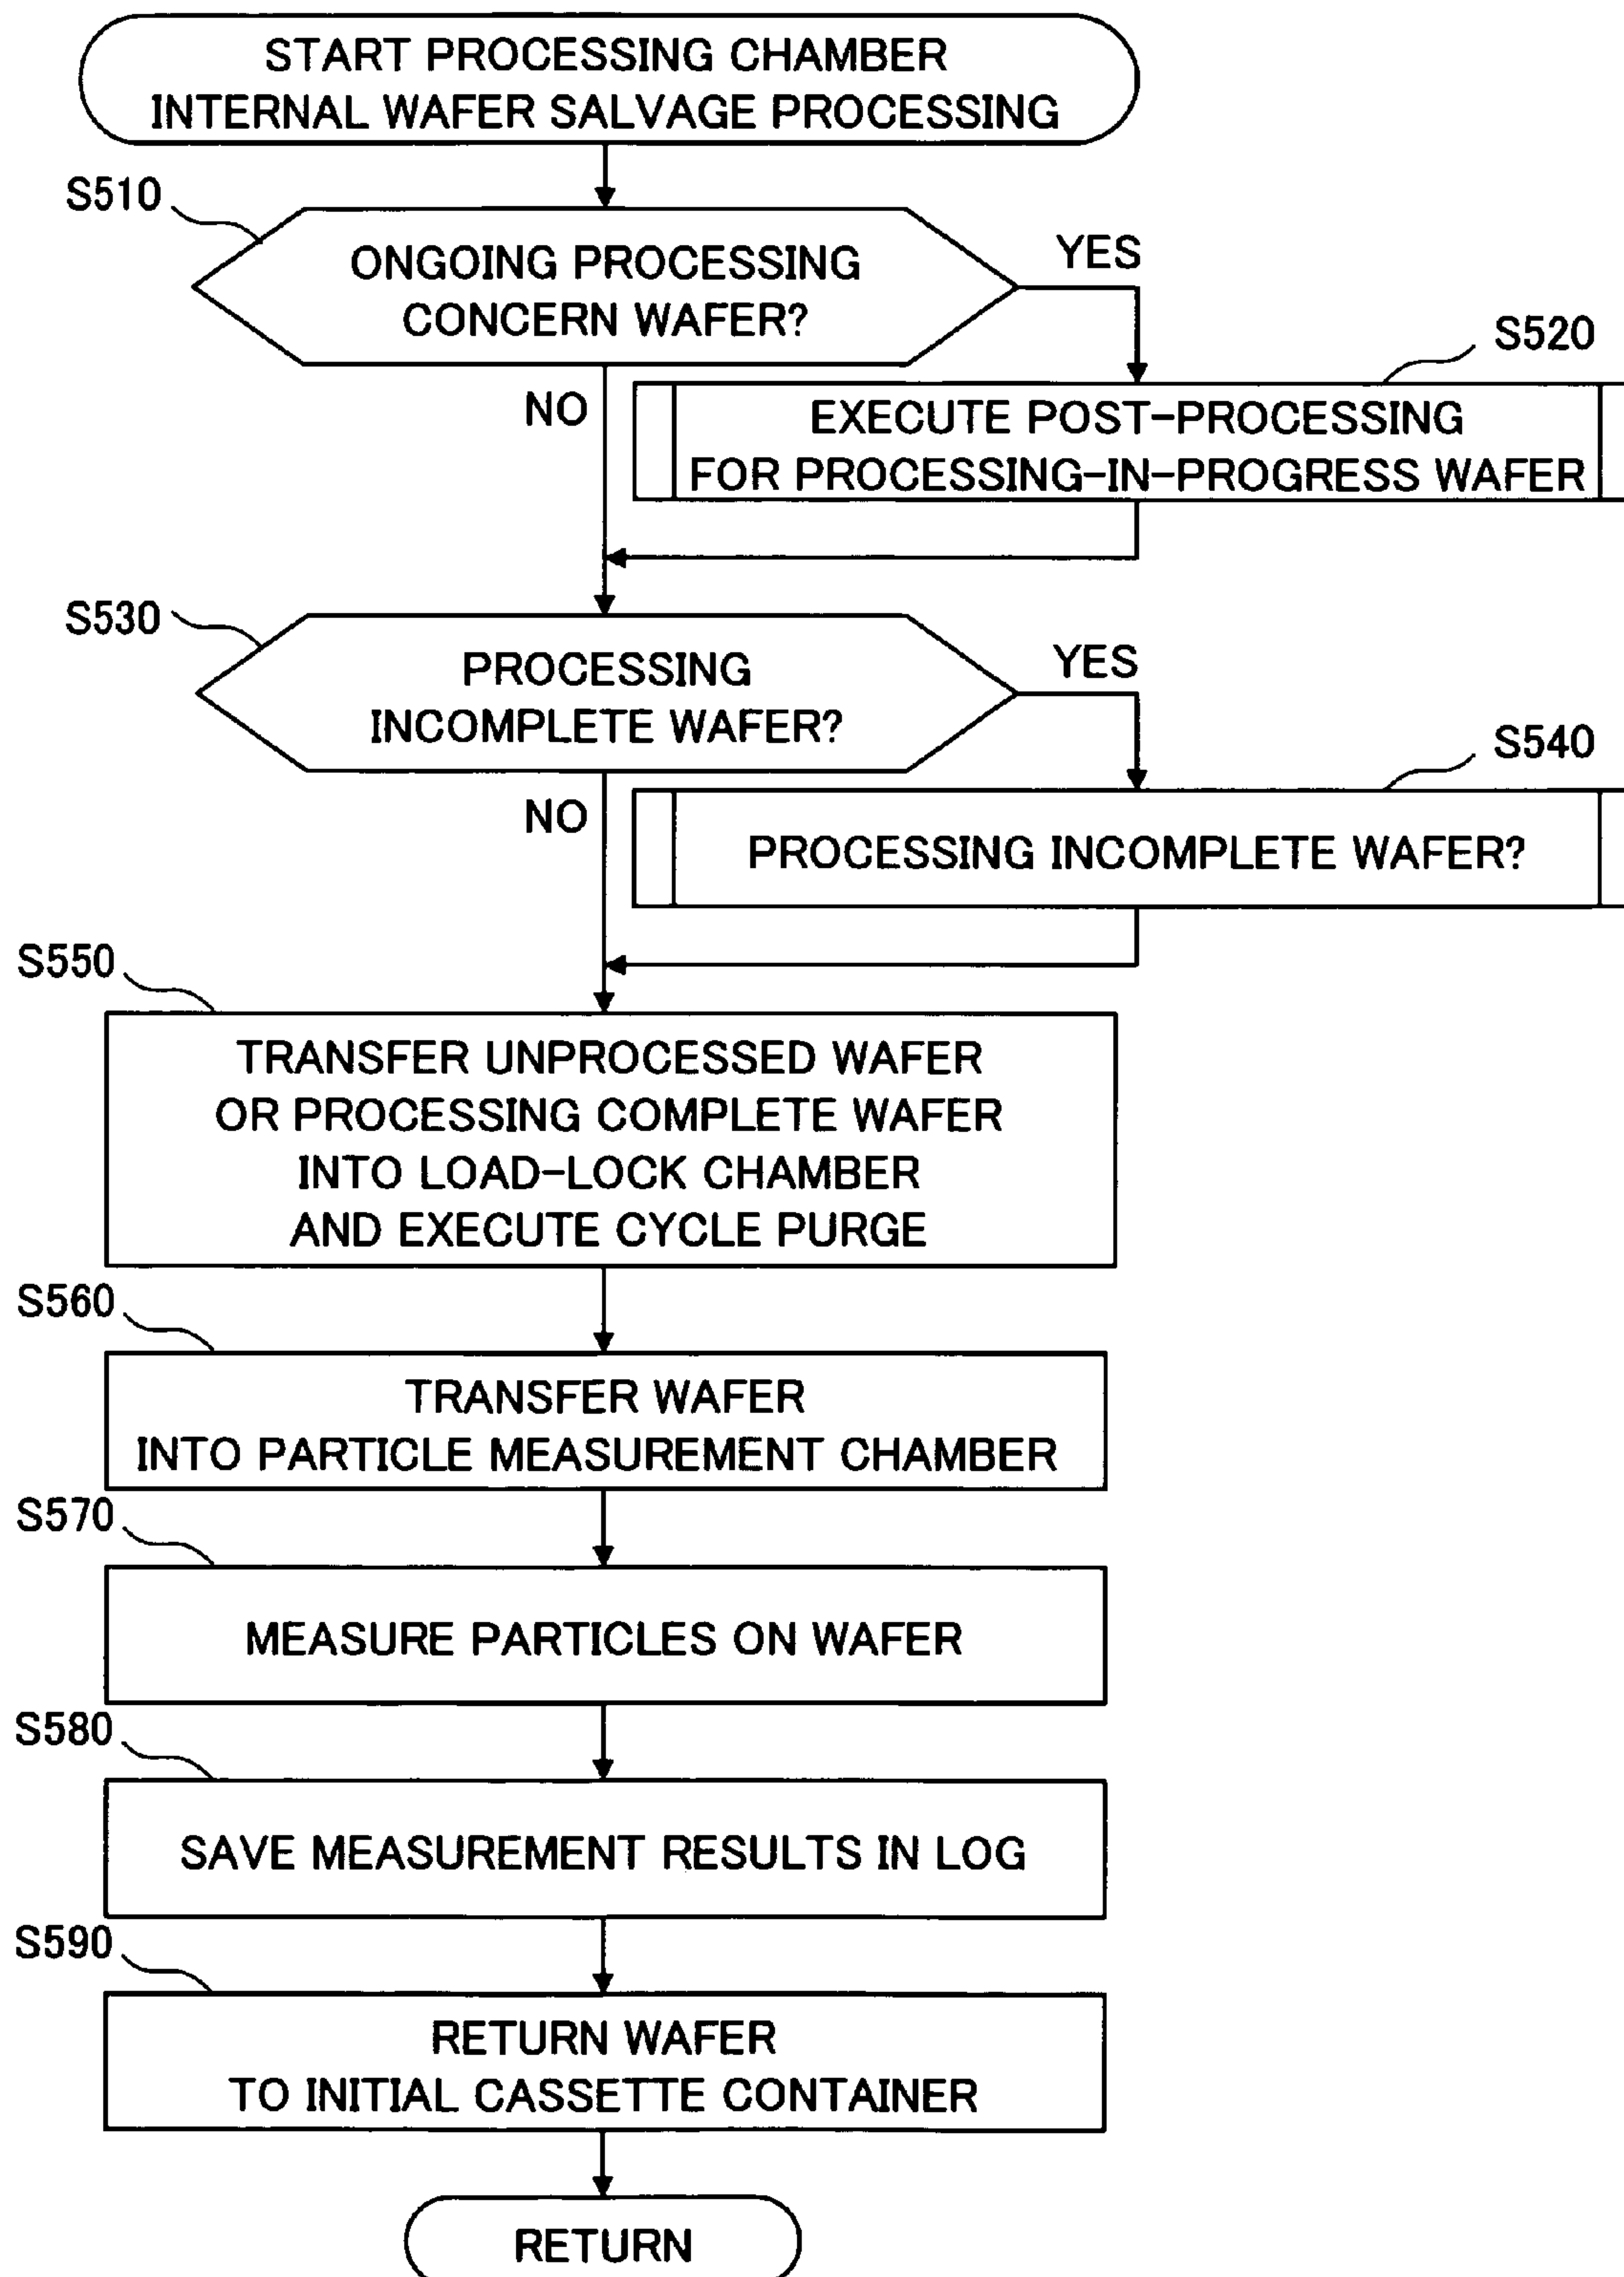 START PROCESSING CHAMBER
INTERNAL WAFER SALVAGE PROCESSING
S510
ONGOING PROCESSING
CONCERN WAFER?
YES
NO
S520
EXECUTE POST-PROCESSING
FOR PROCESSING-IN-PROGRESS WAFER
S530
PROCESSING
INCOMPLETE WAFER?
YES
NO
S540
PROCESSING INCOMPLETE WAFER?
S550
TRANSFER UNPROCESSED WAFER
OR PROCESSING COMPLETE WAFER
INTO LOAD-LOCK CHAMBER
AND EXECUTE CYCLE PURGE
S560
TRANSFER WAFER
INTO PARTICLE MEASUREMENT CHAMBER
S570
MEASURE PARTICLES ON WAFER
S580
SAVE MEASUREMENT RESULTS IN LOG
S590
RETURN WAFER
TO INITIAL CASSETTE CONTAINER
RETURN